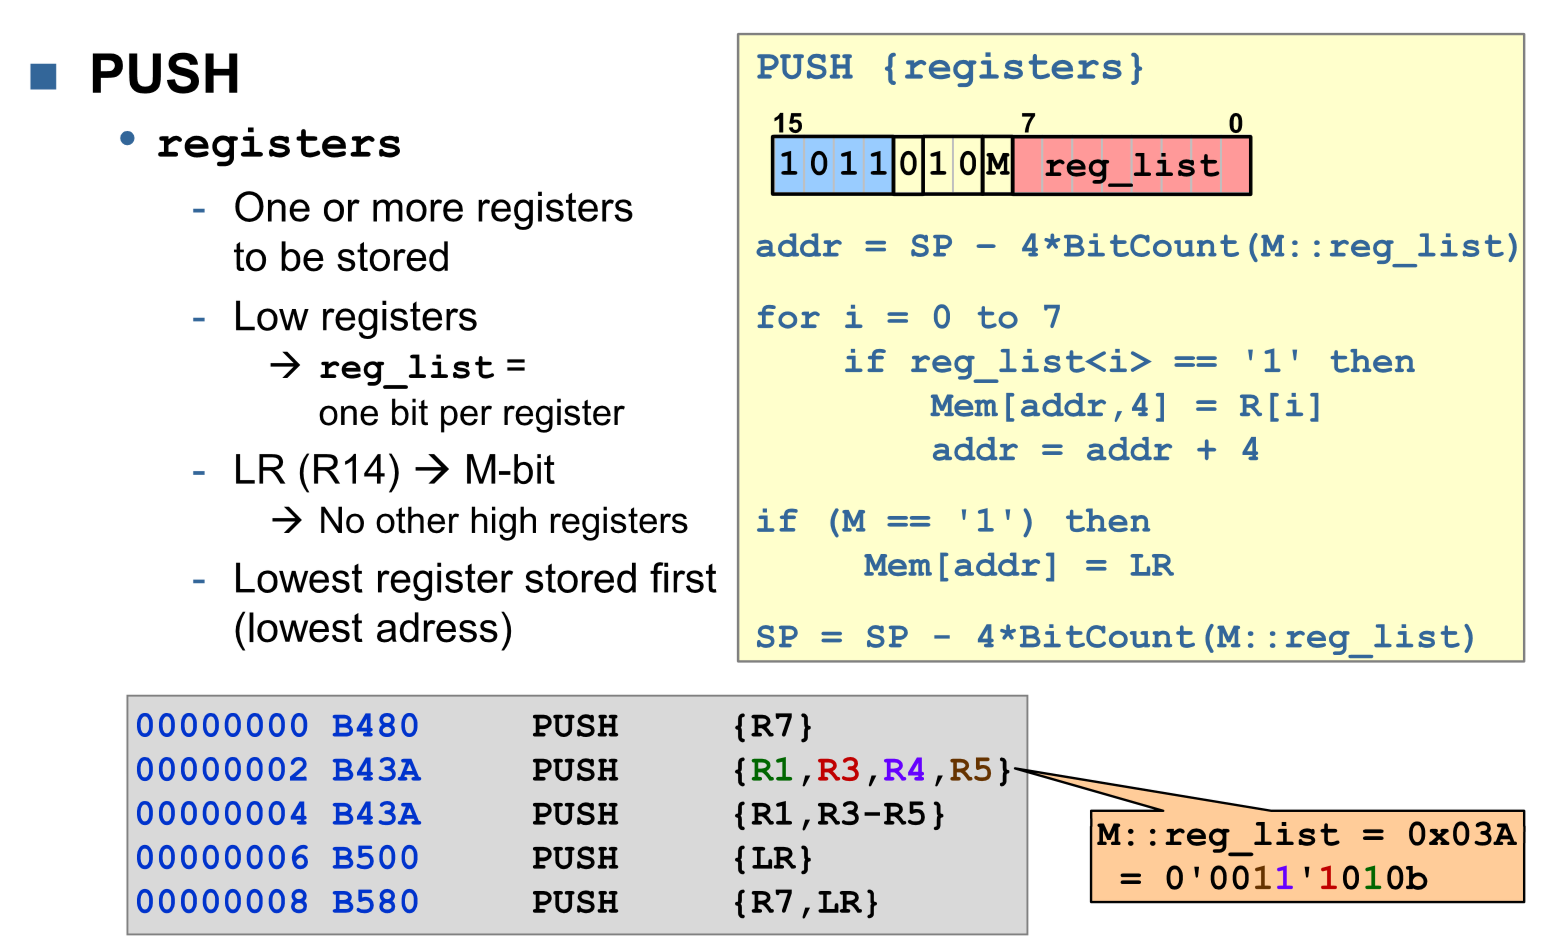 PUSH
• registers
- One or more registers
to be stored
- Low registers
→ reg_list =
one bit per register
- LR (R14) → M-bit
→ No other high registers
- Lowest register stored first
(lowest adress)
PUSH {registers}
15 7 0
1 0 1 1 0 1 0 M reg_list
addr = SP – 4*BitCount(M::reg_list)
for i = 0 to 7
if reg_list<i> == '1' then
Mem[addr,4] = R[i]
addr = addr + 4
if (M == '1') then
Mem[addr] = LR
SP = SP - 4*BitCount(M::reg_list)
00000000 B480 PUSH {R7}
00000002 B43A PUSH {R1,R3,R4,R5}
00000004 B43A PUSH {R1,R3-R5}
00000006 B500 PUSH {LR}
00000008 B580 PUSH {R7,LR}
M::reg_list = 0x03A
= 0'0011'1010b